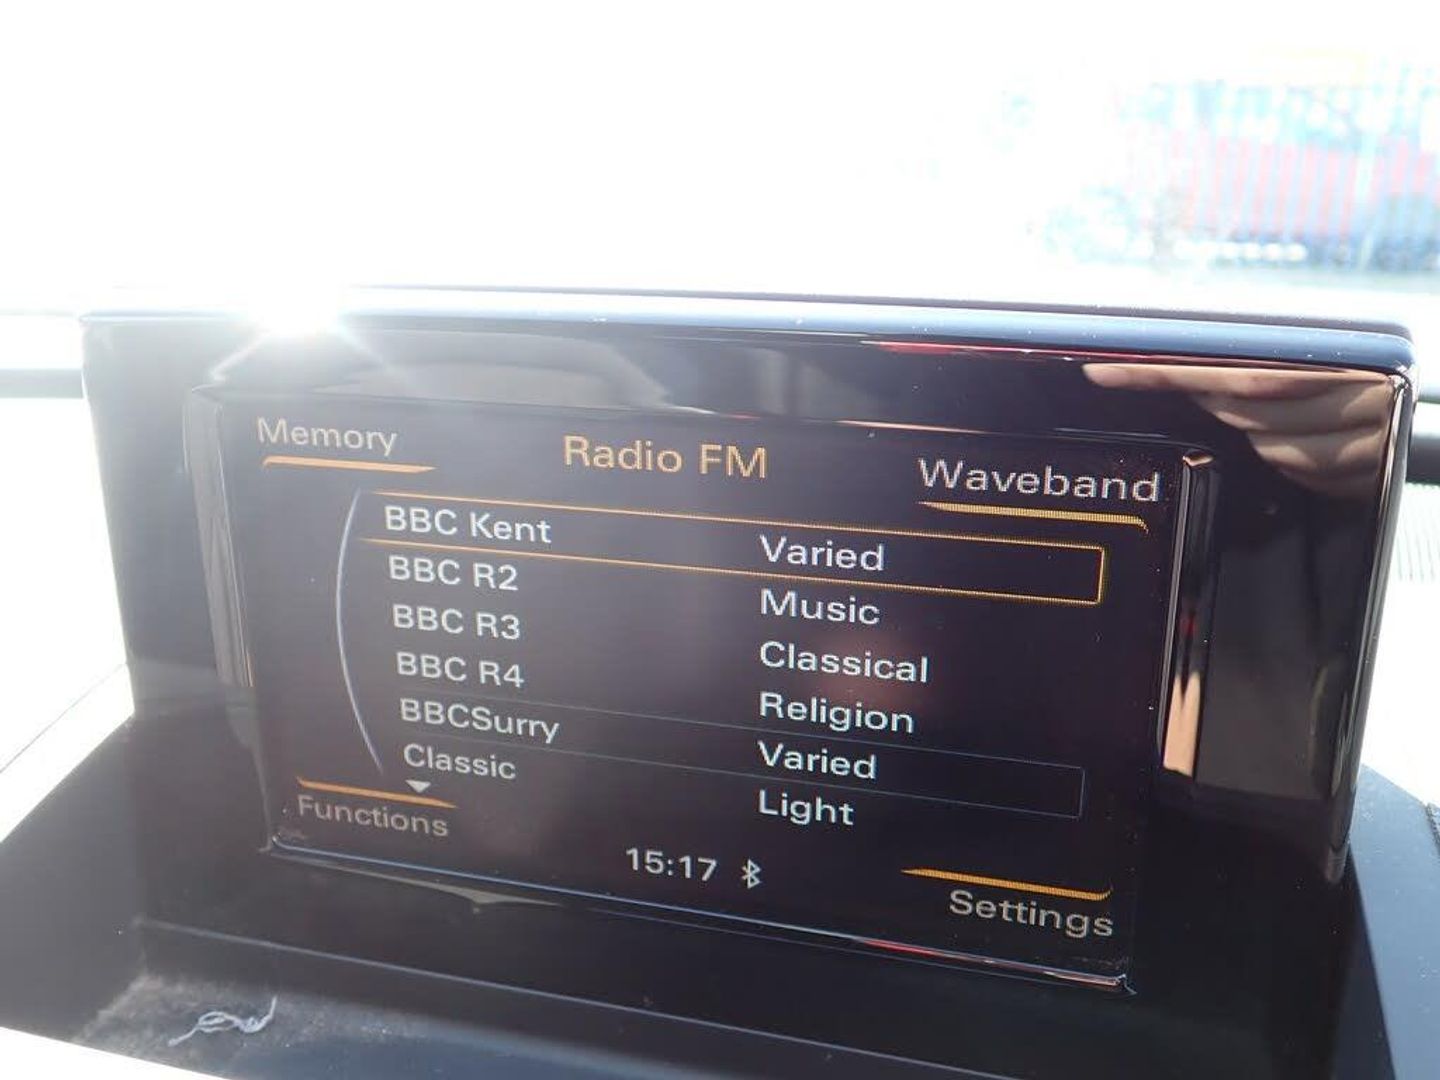 Memory Radio FM Waveband
BBC Kent Varied
BBC R2 Music
BBC R3 Classical
BBC R4 Religion
BBCSurry Varied
Classic Light
Functions 15:17 Settings